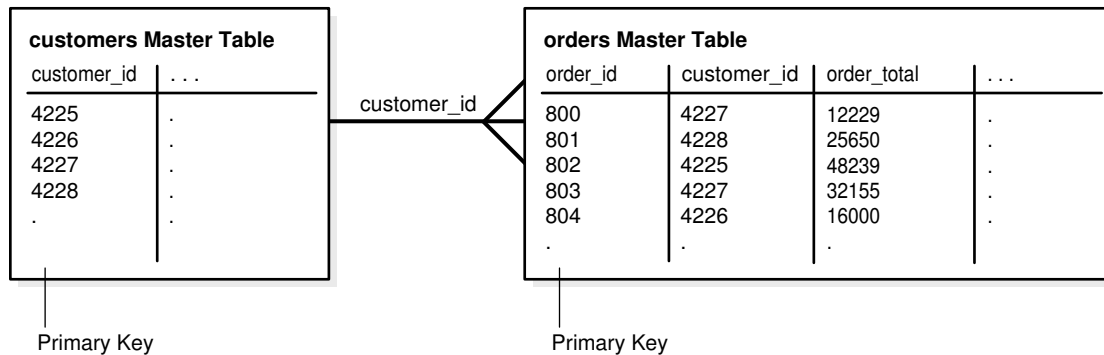 customers Master Table
customer_id . . .
4225 .
4226 .
4227 .
4228 .
. .
customer_id
orders Master Table
order_id customer_id order_total . . .
800 4227 12229 .
801 4228 25650 .
802 4225 48239 .
803 4227 32155 .
804 4226 16000 .
. . .
Primary Key
Primary Key